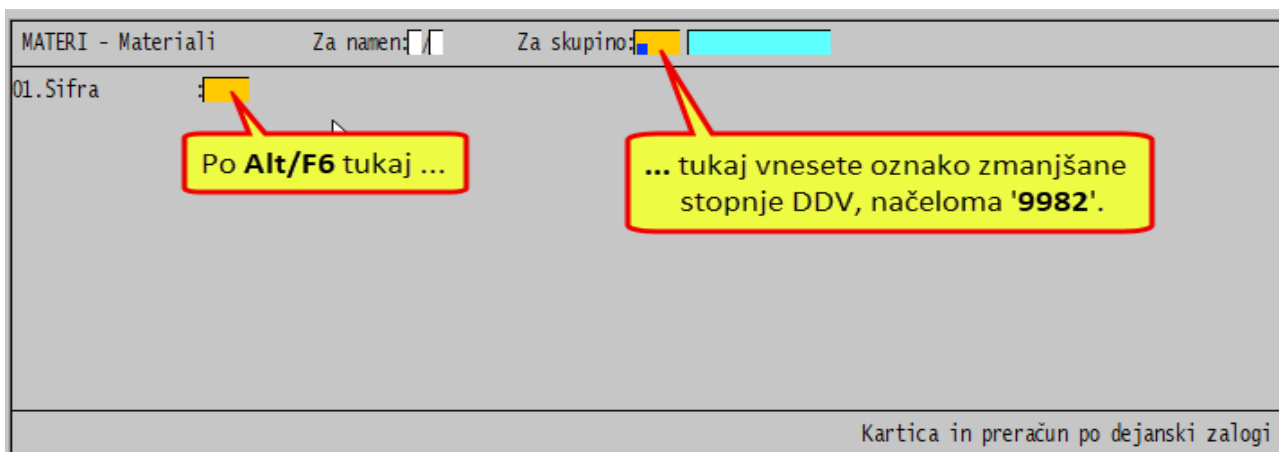 MATERI - Materiali Za namen: / Za skupino:
01.Sifra :
Po Alt/F6 tukaj ...
... tukaj vnesete oznako zmanjšane
stopnje DDV, načeloma '9982'.
Kartica in preračun po dejanski zalogi